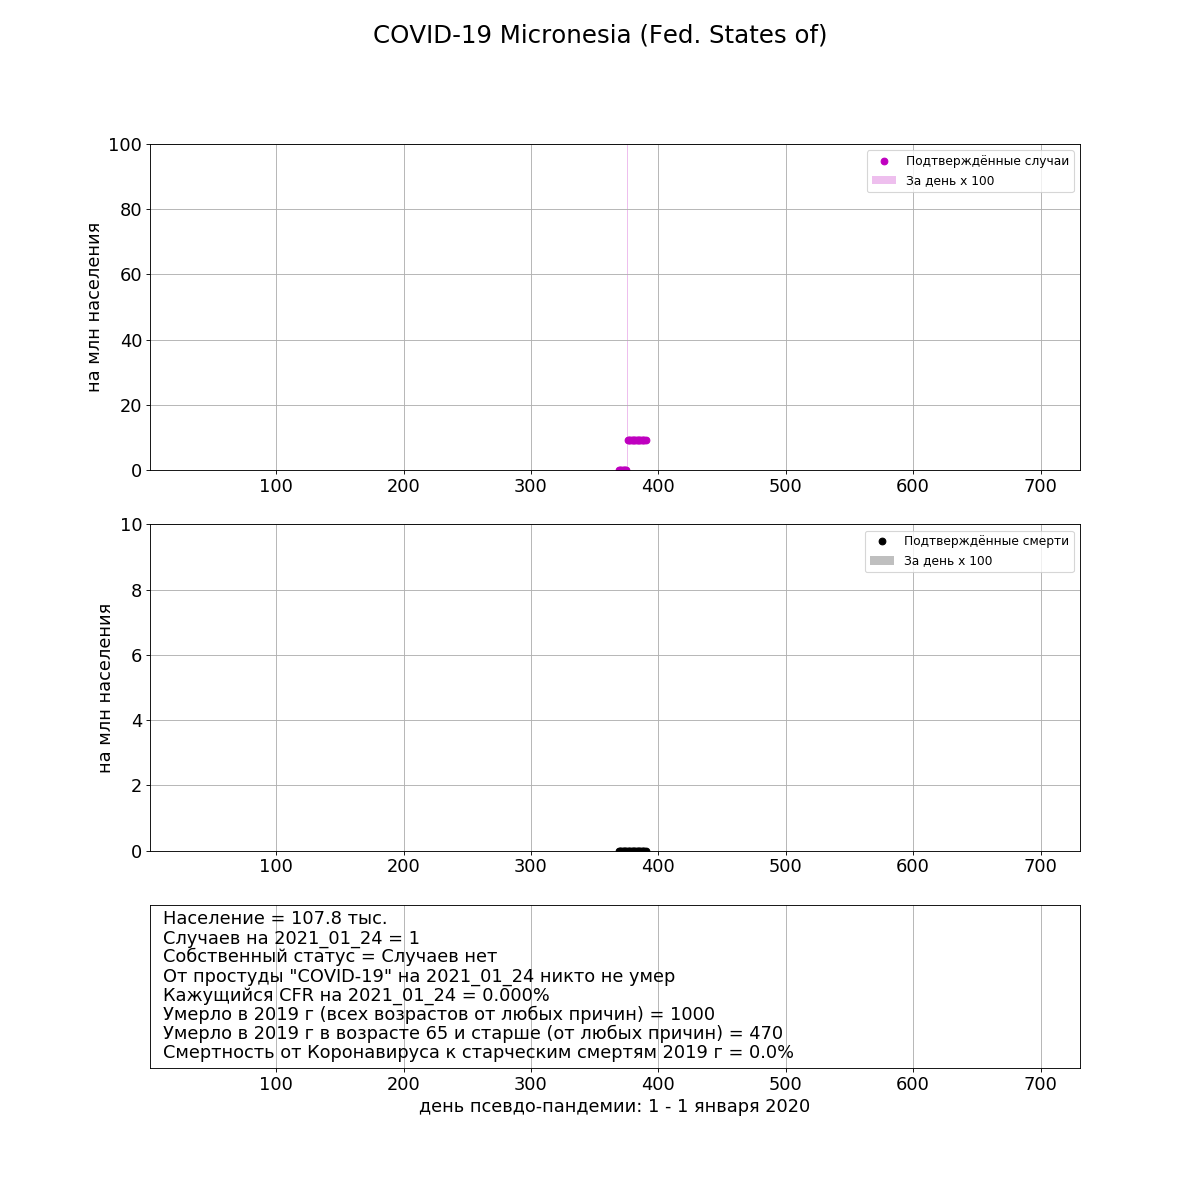 COVID-19 Micronesia (Fed. States of)
100
80
60
40
20
0
на млн населения
Подтверждённые случаи
За день x 100
100 200 300 400 500 600 700
10
8
6
4
2
0
на млн населения
Подтверждённые смерти
За день x 100
100 200 300 400 500 600 700
Население = 107.8 тыс.
Случаев на 2021_01_24 = 1
Собственный статус = Случаев нет
От простуды "COVID-19" на 2021_01_24 никто не умер
Кажущийся CFR на 2021_01_24 = 0.000%
Умерло в 2019 г (всех возрастов от любых причин) = 1000
Умерло в 2019 г в возрасте 65 и старше (от любых причин) = 470
Смертность от Коронавируса к старческим смертям 2019 г = 0.0%
100 200 300 400 500 600 700
день псевдо-пандемии: 1 - 1 января 2020